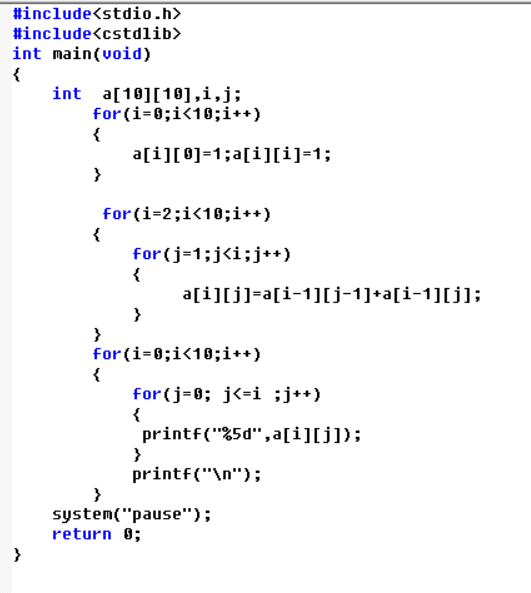 #include<stdio.h>
#include<cstdlib>
int main(void)
{
    int  a[10][10],i,j;
        for(i=0;i<10;i++)
        {
            a[i][0]=1;a[i][i]=1;
        }

         for(i=2;i<10;i++)
        {
            for(j=1;j<i;j++)
            {
                 a[i][j]=a[i-1][j-1]+a[i-1][j];
            }
        }
        for(i=0;i<10;i++)
        {
            for(j=0; j<=i ;j++)
            {
             printf("%5d",a[i][j]);
            }
            printf("\n");
        }
    system("pause");
    return 0;
}